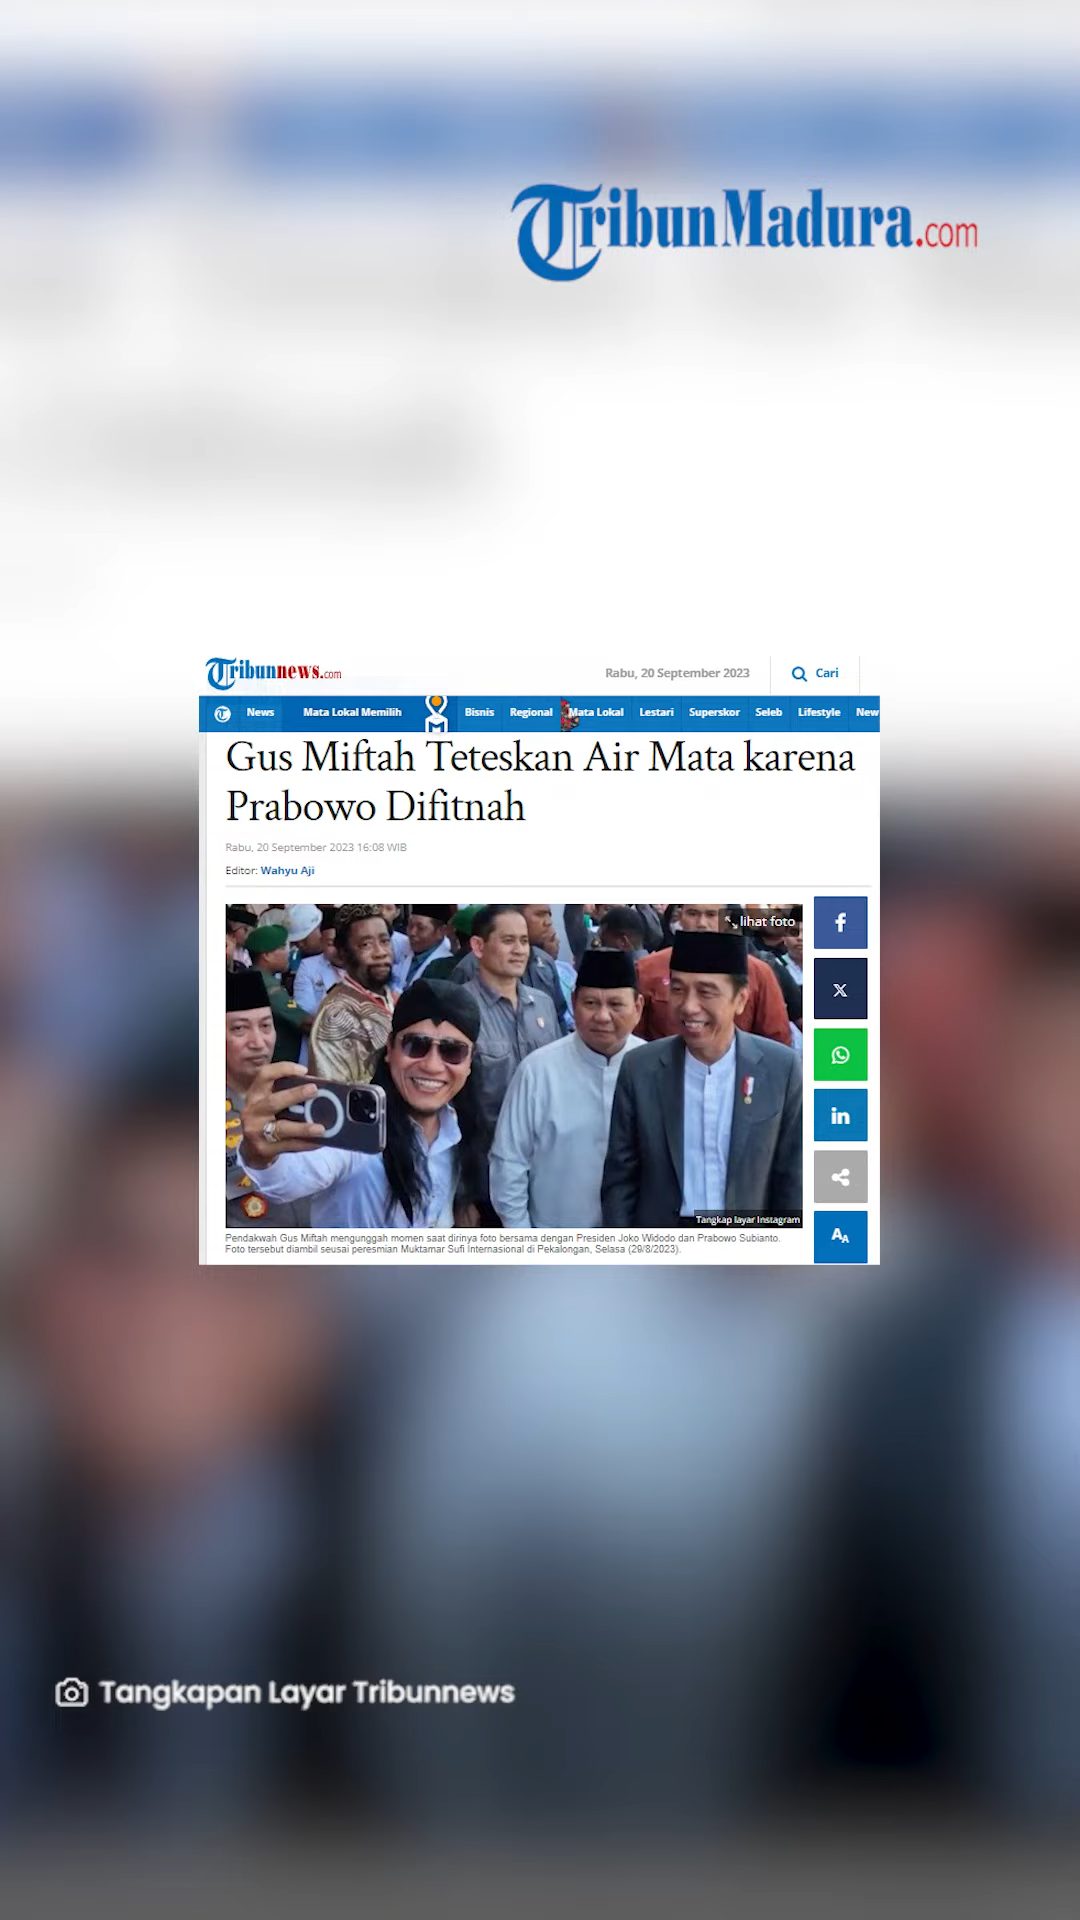 TribunMadura.com
Tribunnews.com
Rabu, 20 September 2023
Cari
News
Mata Lokal Memilih
Bisnis
Regional
Mata Lokal
Lestari
Superskor
Seleb
Lifestyle
New
Gus Miftah Teteskan Air Mata karena
Prabowo Difitnah
Rabu, 20 September 2023 16:08 WIB
Editor: Wahyu Aji
lihat foto
Tangkap layar Instagram
Pendakwah Gus Miftah mengunggah momen saat dirinya foto bersama dengan Presiden Joko Widodo dan Prabowo Subianto.
Foto tersebut diambil seusai peresmian Muktamar Sufi Internasional di Pekalongan, Selasa (29/8/2023).
Tangkapan Layar Tribunnews